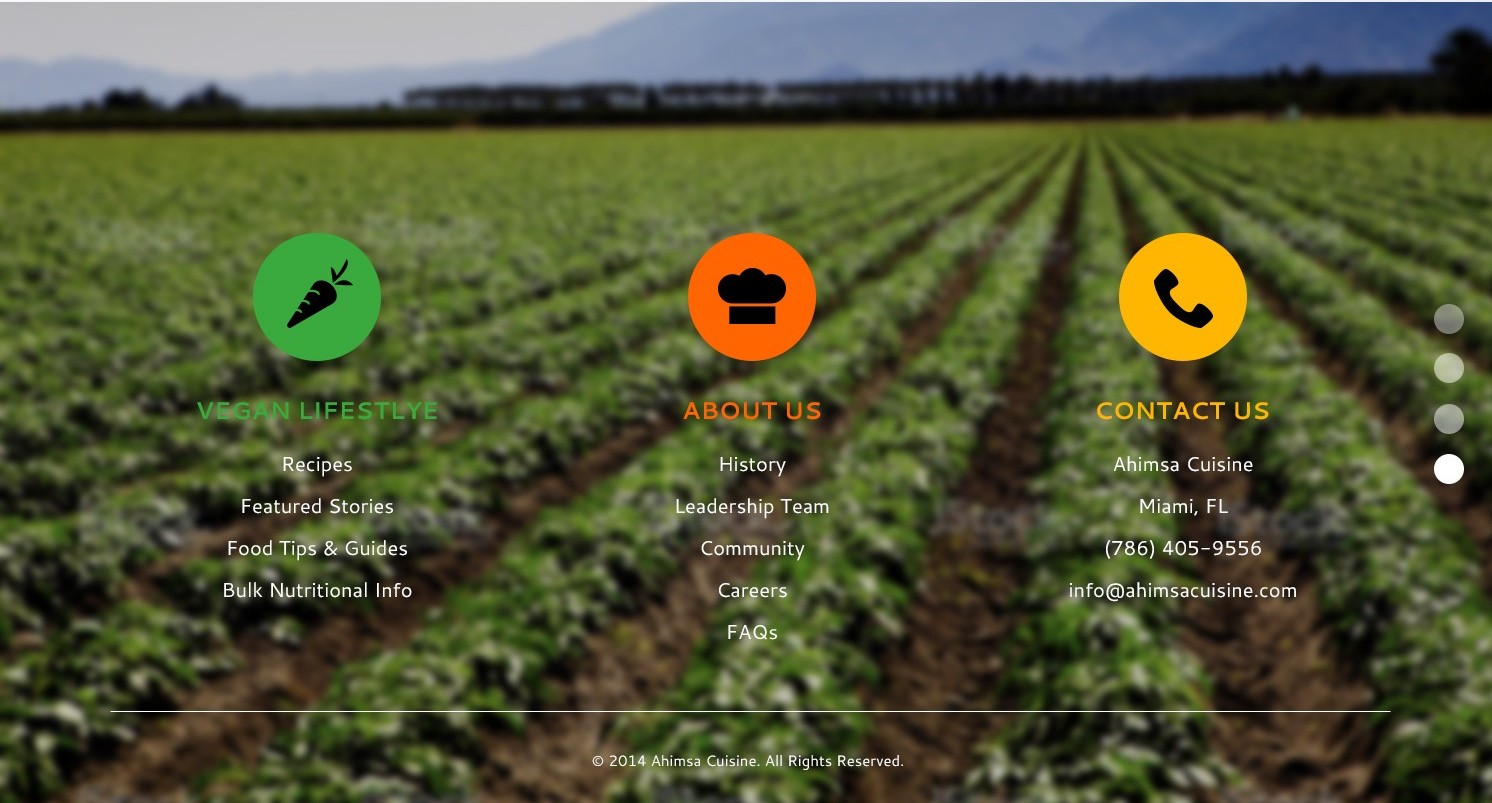 VEGAN LIFESTLYE
Recipes
Featured Stories
Food Tips & Guides
Bulk Nutritional Info
ABOUT US
History
Leadership Team
Community
Careers
FAQs
CONTACT US
Ahimsa Cuisine
Miami, FL
(786) 405-9556
info@ahimsacuisine.com
© 2014 Ahimsa Cuisine. All Rights Reserved.